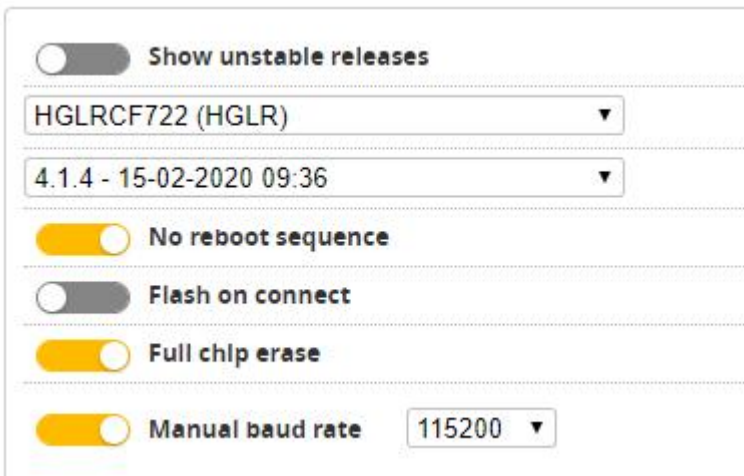 Show unstable releases
HGLRCF722 (HGLR)
4.1.4 - 15-02-2020 09:36
No reboot sequence
Flash on connect
Full chip erase
Manual baud rate 115200